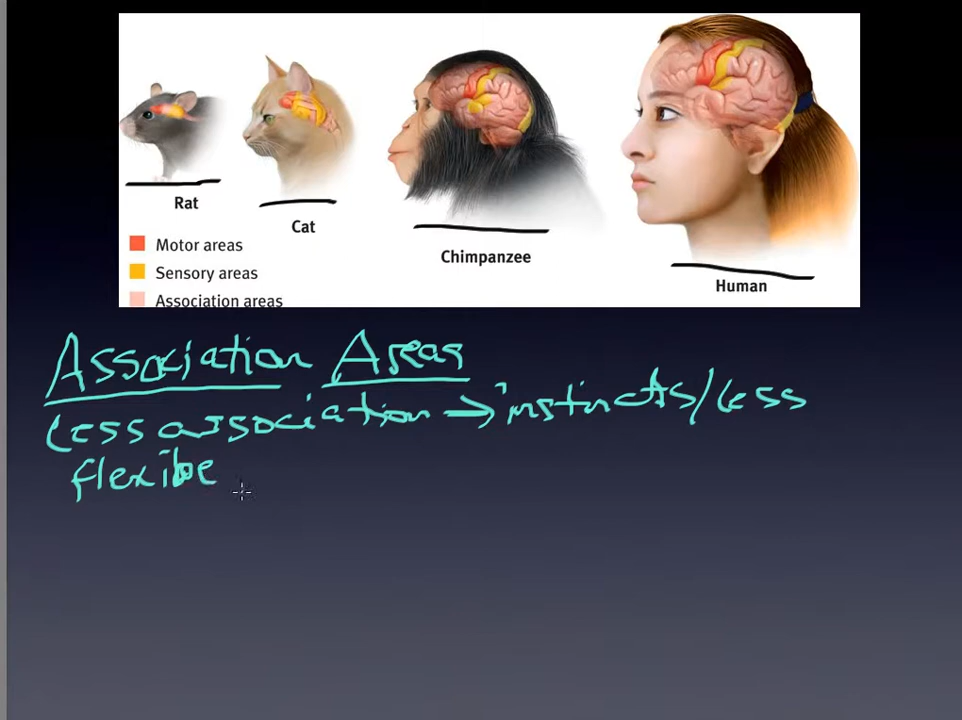 Rat
Cat
Chimpanzee
Human
Motor areas
Sensory areas
Association areas
Association Areas
Less association → instincts/Less
flexibe